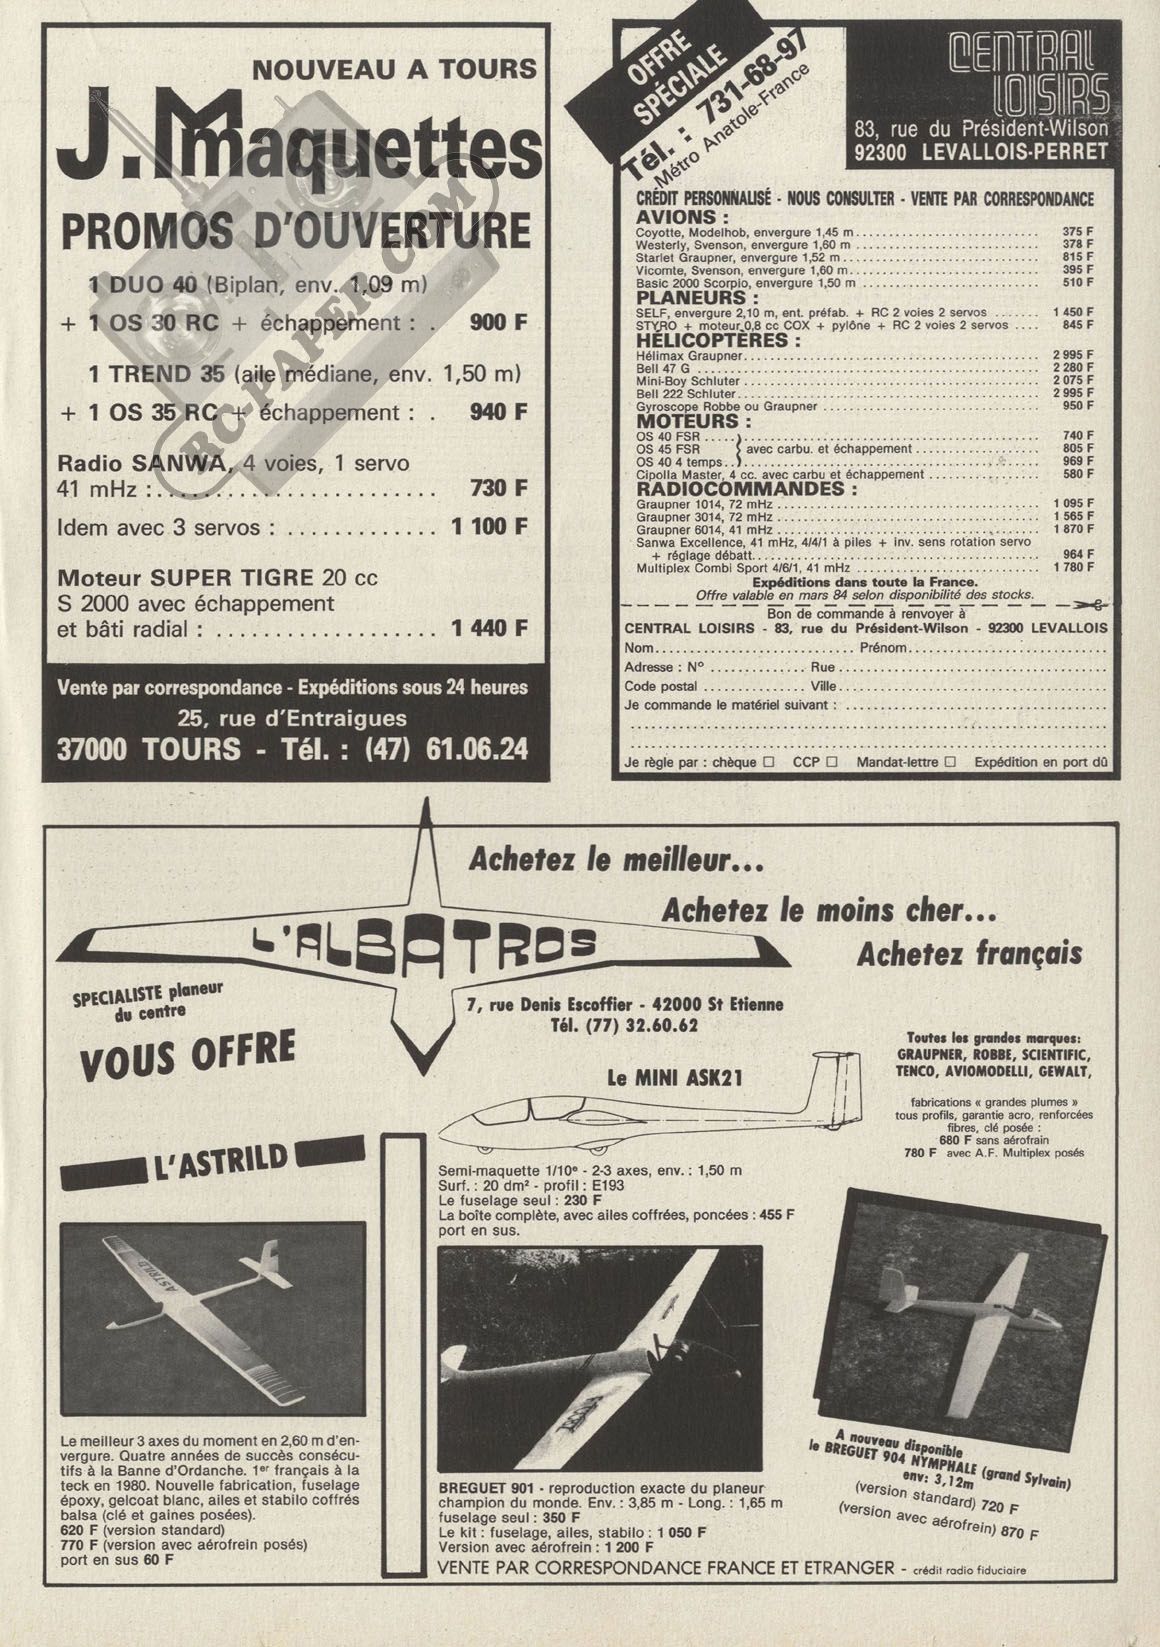 NOUVEAU A TOURS
J.Mmaquettes
PROMOS D'OUVERTURE
1 DUO 40 (Biplan, env. 1,09 m)
+ 1 OS 30 RC + échappement : . 900 F
1 TREND 35 (aile médiane, env. 1,50 m)
+ 1 OS 35 RC + échappement : . 940 F
Radio SANWA, 4 voies, 1 servo
41 mHz :........................ 730 F
Idem avec 3 servos : ............. 1 100 F
Moteur SUPER TIGRE 20 cc
S 2000 avec échappement
et bâti radial : .................. 1 440 F
Vente par correspondance - Expéditions sous 24 heures
25, rue d'Entraigues
37000 TOURS - Tél. : (47) 61.06.24
RC-PAPER.COM
OFFRE
SPÉCIALE
Tél. : 731-68-97
Métro Anatole-France
CENTRAL
LOISIRS
83, rue du Président-Wilson
92300 LEVALLOIS-PERRET
CRÉDIT PERSONNALISÉ - NOUS CONSULTER - VENTE PAR CORRESPONDANCE
AVIONS :
Coyotte, Modelhob, envergure 1,45 m 375 F
Westerly, Svenson, envergure 1,60 m 378 F
Starlet Graupner, envergure 1,52 m 815 F
Vicomte, Svenson, envergure 1,60 m 395 F
Basic 2000 Scorpio, envergure 1,50 m 510 F
PLANEURS :
SELF, envergure 2,10 m, ent. préfab. + RC 2 voies 2 servos 1 450 F
STYRO + moteur 0,8 cc COX + pylône + RC 2 voies 2 servos 845 F
HÉLICOPTÈRES :
Hélimax Graupner 2 995 F
Bell 47 G 2 280 F
Mini-Boy Schluter 2 075 F
Bell 222 Schluter 2 995 F
Gyroscope Robbe ou Graupner 950 F
MOTEURS :
OS 40 FSR 740 F
OS 45 FSR avec carbu. et échappement 805 F
OS 40 4 temps 969 F
Cipolla Master, 4 cc. avec carbu et échappement 580 F
RADIOCOMMANDES :
Graupner 1014, 72 mHz 1 095 F
Graupner 3014, 72 mHz 1 565 F
Graupner 6014, 41 mHz 1 870 F
Sanwa Excellence, 41 mHz, 4/4/1 à piles + inv. sens rotation servo
+ réglage débatt. 964 F
Multiplex Combi Sport 4/6/1, 41 mHz 1 780 F
Expéditions dans toute la France.
Offre valable en mars 84 selon disponibilité des stocks.
Bon de commande à renvoyer à
CENTRAL LOISIRS - 83, rue du Président-Wilson - 92300 LEVALLOIS
Nom Prénom
Adresse : N° Rue
Code postal Ville
Je commande le matériel suivant :
Je règle par : chèque □ CCP □ Mandat-lettre □ Expédition en port dû
Achetez le meilleur...
Achetez le moins cher...
Achetez français
L'ALBATROS
SPECIALISTE planeur
du centre
7, rue Denis Escoffier - 42000 St Etienne
Tél. (77) 32.60.62
VOUS OFFRE
Toutes les grandes marques:
GRAUPNER, ROBBE, SCIENTIFIC,
TENCO, AVIOMODELLI, GEWALT,
fabrications « grandes plumes »
tous profils, garantie acro, renforcées
fibres, clé posée :
680 F sans aérofrain
780 F avec A.F. Multiplex posés
Le MINI ASK21
Semi-maquette 1/10e - 2-3 axes, env. : 1,50 m
Surf. : 20 dm² - profil : E193
Le fuselage seul : 230 F
La boîte complète, avec ailes coffrées, poncées : 455 F
port en sus.
L'ASTRILD
ASTRILD
Le meilleur 3 axes du moment en 2,60 m d'en-
vergure. Quatre années de succès consécu-
tifs à la Banne d'Ordanche. 1er français à la
teck en 1980. Nouvelle fabrication, fuselage
époxy, gelcoat blanc, ailes et stabilo coffrés
balsa (clé et gaines posées).
620 F (version standard)
770 F (version avec aérofrein posés)
port en sus 60 F
BREGUET 901 - reproduction exacte du planeur
champion du monde. Env. : 3,85 m - Long. : 1,65 m
fuselage seul : 350 F
Le kit : fuselage, ailes, stabilo : 1 050 F
Version avec aérofrein : 1 200 F
A nouveau disponible
le BREGUET 904 NYMPHALE (grand Sylvain)
env: 3,12m
(version standard) 720 F
(version avec aérofrein) 870 F
VENTE PAR CORRESPONDANCE FRANCE ET ETRANGER - crédit radio fiduciaire